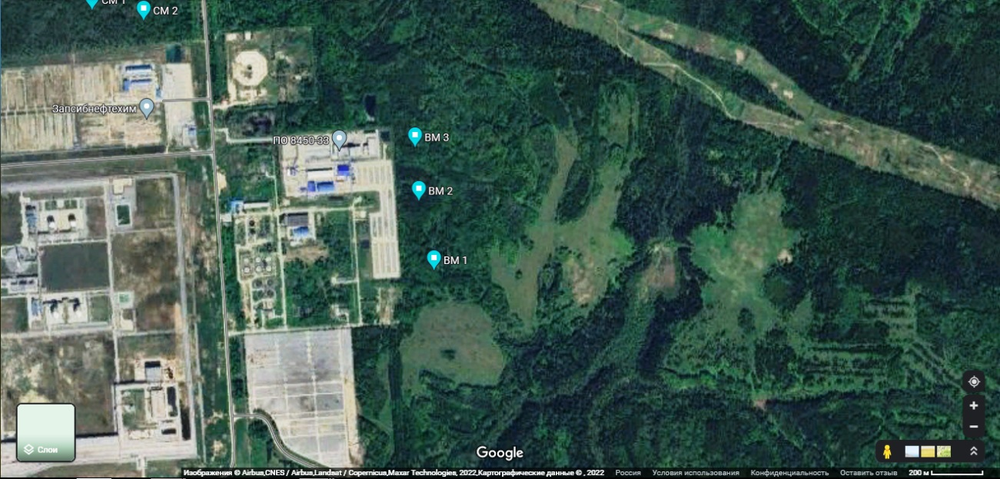 СМ 1
СМ 2
Запсибнефтехим
ПО 8450-33
ВМ 3
ВМ 2
ВМ 1
Слои
Google
Изображения © Airbus,CNES / Airbus,Landsat / Copernicus,Maxar Technologies, 2022,Картографические данные © , 2022 Россия Условия использования Конфиденциальность Оставить отзыв 200 м